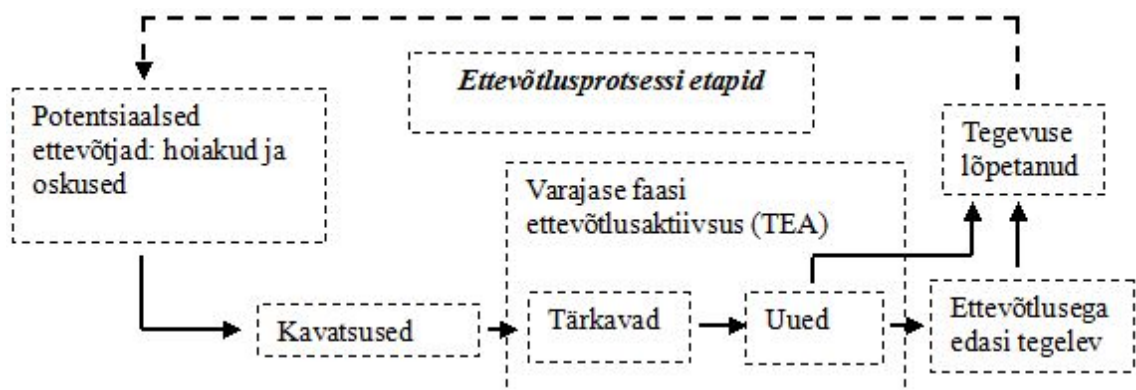 Ettevõtlusprotsessi etapid
Potentsiaalsed
ettevõtjad: hoiakud ja
oskused
Tegevuse
lõpetanud
Varajase faasi
ettevõtlusaktiivsus (TEA)
Kavatsused
Tärkavad
Uued
Ettevõtlusega
edasi tegelev